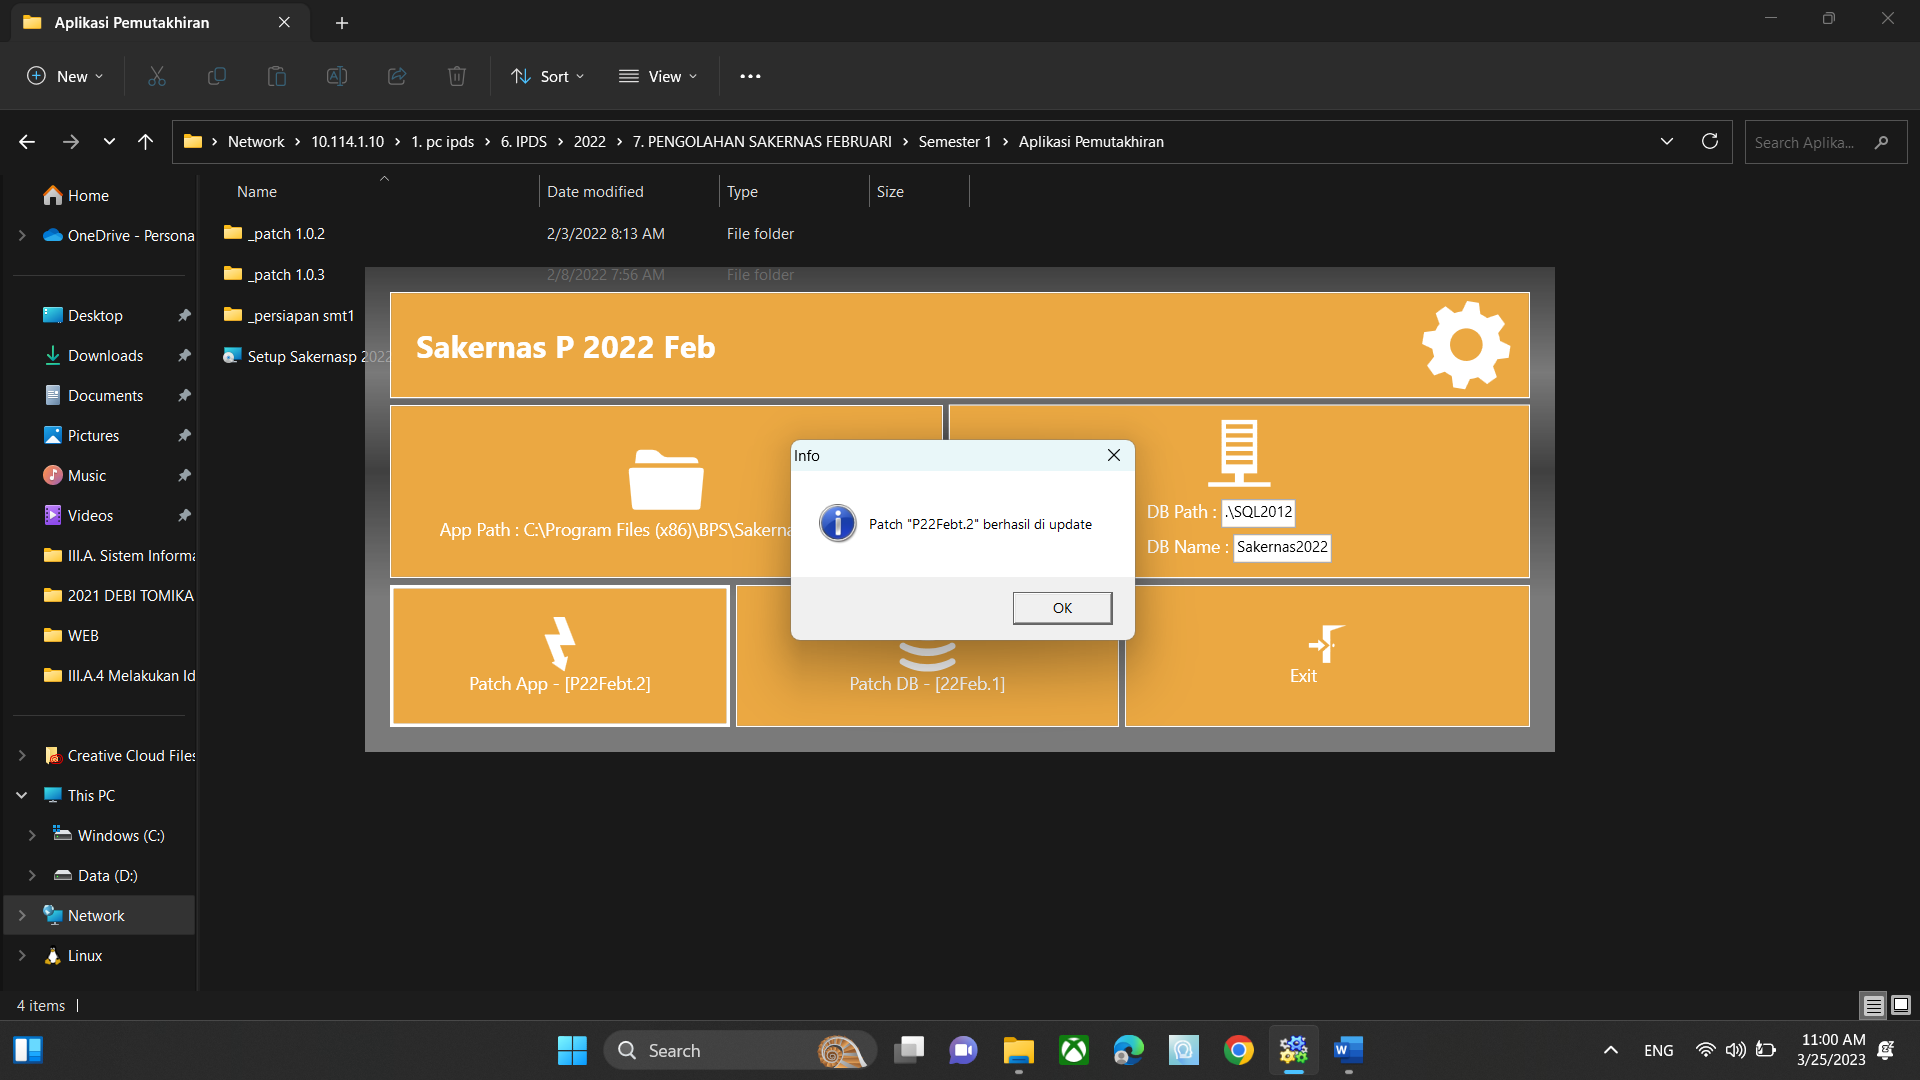 Aplikasi Pemutakhiran
New
Sort
View
Network > 10.114.1.10 > 1. pc ipds > 6. IPDS > 2022 > 7. PENGOLAHAN SAKERNAS FEBRUARI > Semester 1 > Aplikasi Pemutakhiran
Search Aplika...
Name
Date modified
Type
Size
_patch 1.0.2
2/3/2022 8:13 AM
File folder
_patch 1.0.3
2/8/2022 7:56 AM
File folder
_persiapan smt1
Setup Sakernasp 2022
Home
OneDrive - Persona
Desktop
Downloads
Documents
Pictures
Music
Videos
III.A. Sistem Informa
2021 DEBI TOMIKA
WEB
III.A.4 Melakukan Id
Creative Cloud Files
This PC
Windows (C:)
Data (D:)
Network
Linux
Sakernas P 2022 Feb
App Path : C:\Program Files (x86)\BPS\Sakerna
DB Path : .\SQL2012
DB Name : Sakernas2022
Info
Patch "P22Febt.2" berhasil di update
OK
Patch App - [P22Febt.2]
Patch DB - [22Feb.1]
Exit
4 items
Search
W
ENG
11:00 AM
3/25/2023